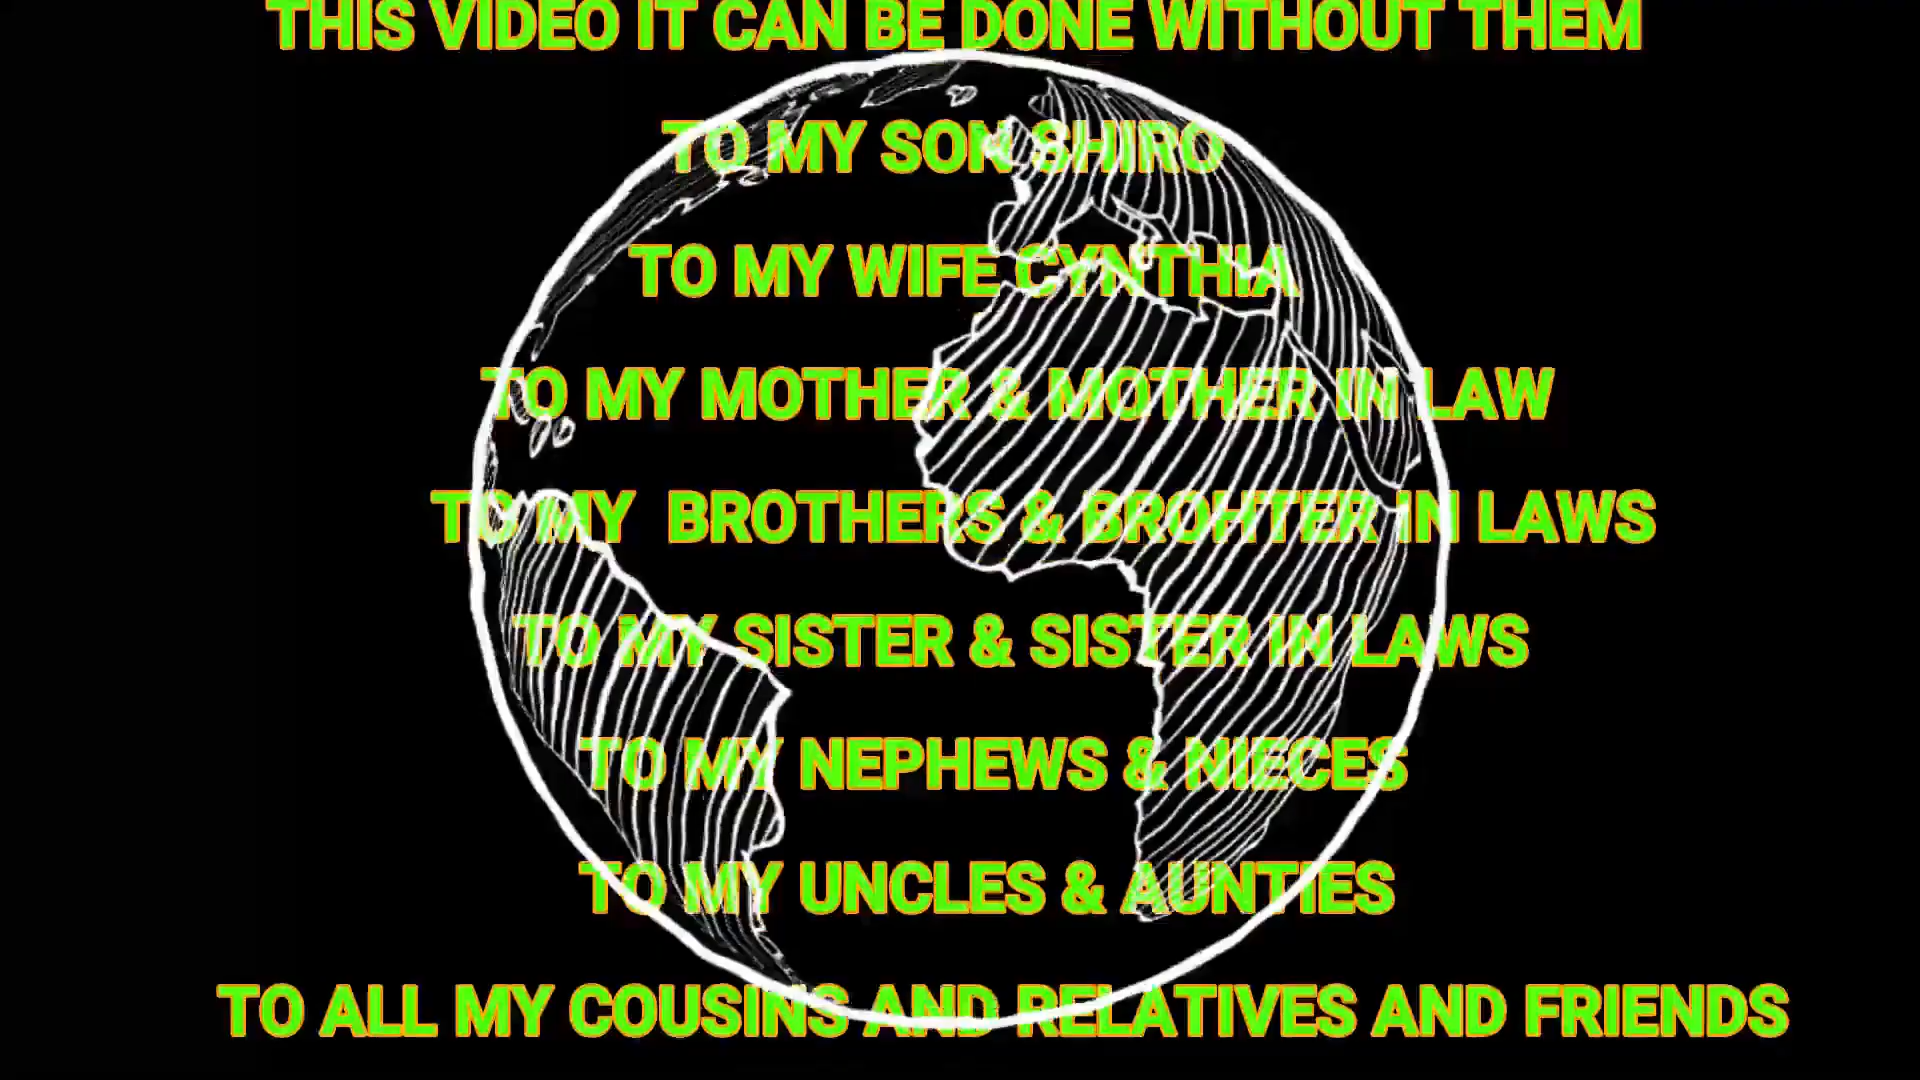 THIS VIDEO IT CAN BE DONE WITHOUT THEM
TO MY SON SHIRO
TO MY WIFE CYNTHIA
TO MY MOTHER & MOTHER IN LAW
TO MY BROTHERS & BROHTER IN LAWS
TO MY SISTER & SISTER IN LAWS
TO MY NEPHEWS & NIECES
TO MY UNCLES & AUNTIES
TO ALL MY COUSINS AND RELATIVES AND FRIENDS